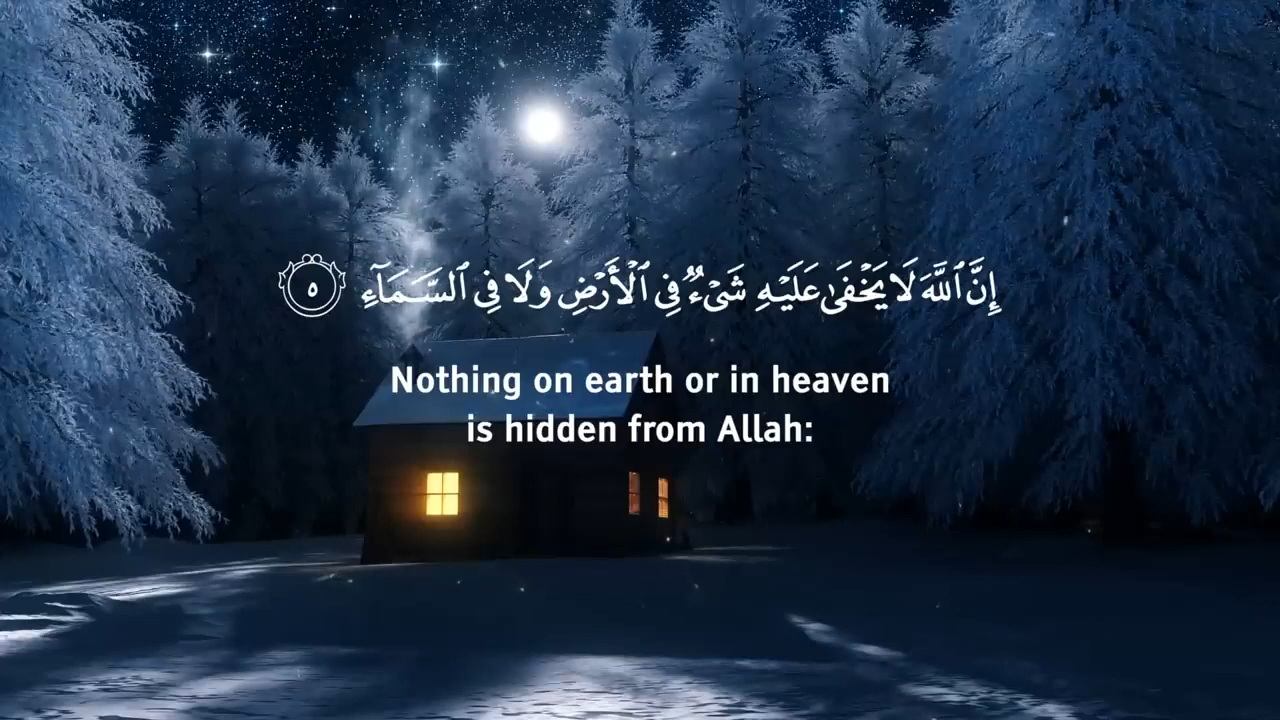 إِنَّ ٱللَّهَ لَا يَخْفَىٰ عَلَيْهِ شَىْءٌۭ فِى ٱلْأَرْضِ وَلَا فِى ٱلسَّمَآءِ ٥
Nothing on earth or in heaven
is hidden from Allah: